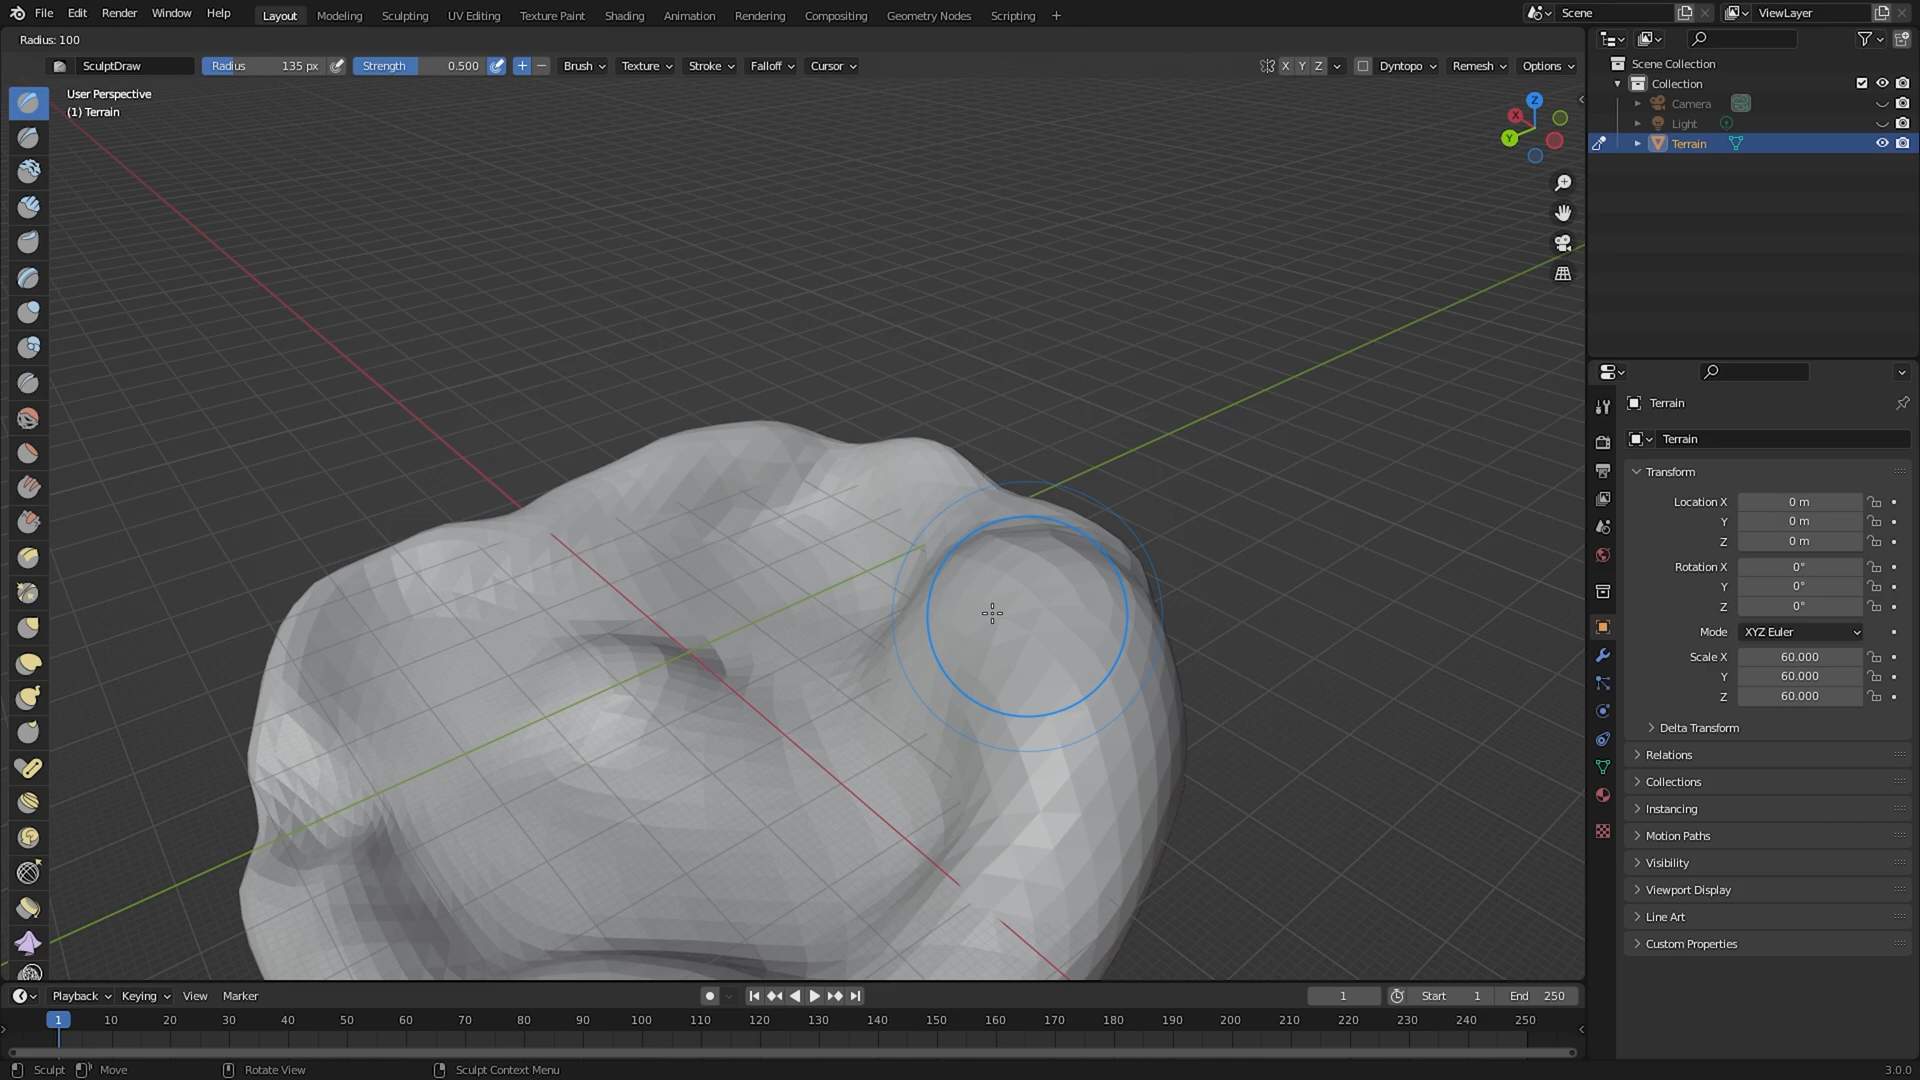 File Edit Render Window Help
Layout Modeling Sculpting UV Editing Texture Paint Shading Animation Rendering Compositing Geometry Nodes Scripting +
Scene
ViewLayer
Radius: 100
SculptDraw Radius 135 px Strength 0.500 + − Brush Texture Stroke Falloff Cursor X Y Z Dyntopo Remesh Options
User Perspective
(1) Terrain
Z
X
Y
Scene Collection
Collection
Camera
Light
Terrain
Terrain
Terrain
Transform
Location X 0 m
Y 0 m
Z 0 m
Rotation X 0°
Y 0°
Z 0°
Mode XYZ Euler
Scale X 60.000
Y 60.000
Z 60.000
Delta Transform
Relations
Collections
Instancing
Motion Paths
Visibility
Viewport Display
Line Art
Custom Properties
Playback Keying View Marker 1 Start 1 End 250
1 10 20 30 40 50 60 70 80 90 100 110 120 130 140 150 160 170 180 190 200 210 220 230 240 250
Sculpt Move Rotate View Sculpt Context Menu 3.0.0